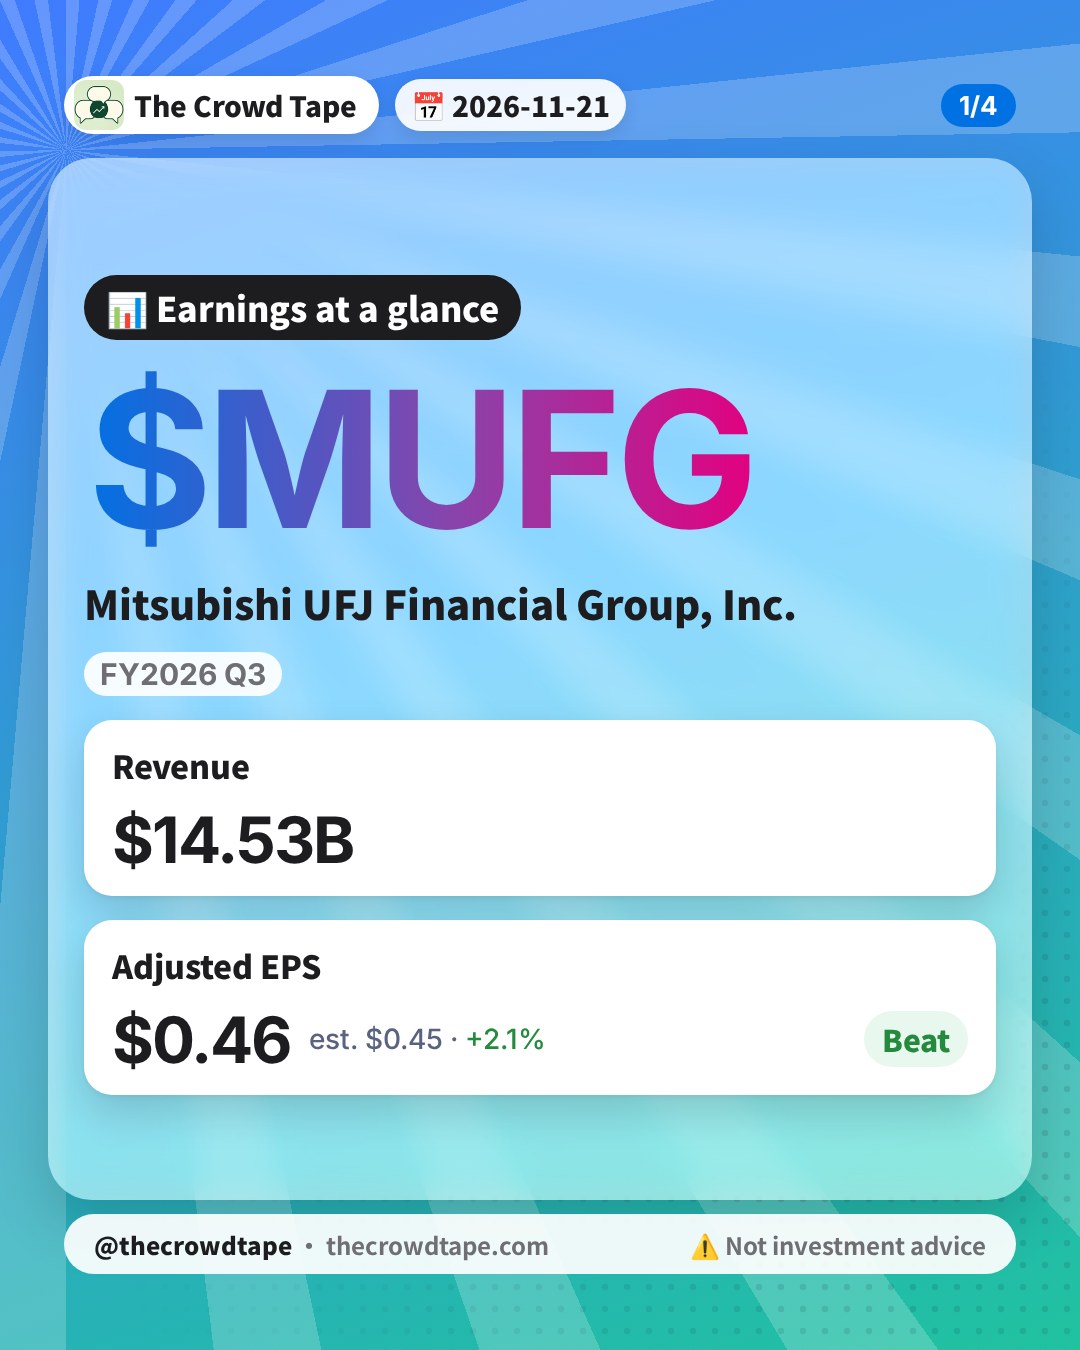 The Crowd Tape
📅 2026-11-21
1/4
📊 Earnings at a glance
$MUFG
Mitsubishi UFJ Financial Group, Inc.
FY2026 Q3
Revenue
$14.53B
Adjusted EPS
$0.46 est. $0.45 · +2.1% Beat
@thecrowdtape • thecrowdtape.com ⚠️ Not investment advice